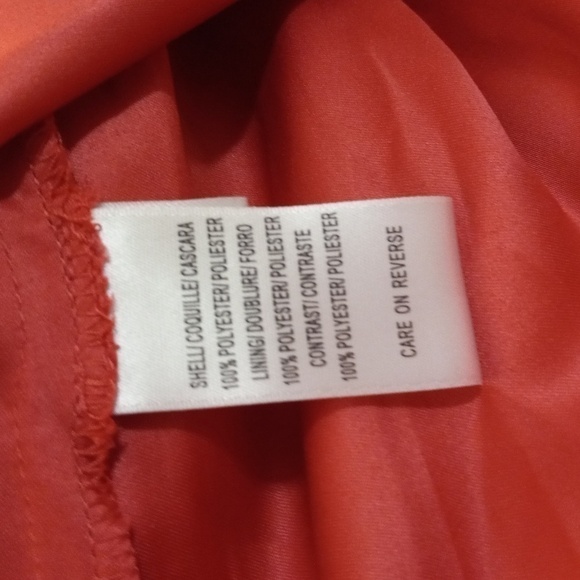 SHELL/ COQUILLE/ CASCARA
100% POLYESTER/ POLIESTER
LINING/ DOUBLURE/ FORRO
100% POLYESTER/ POLIESTER
CONTRAST/ CONTRASTE
100% POLYESTER/ POLIESTER
CARE ON REVERSE